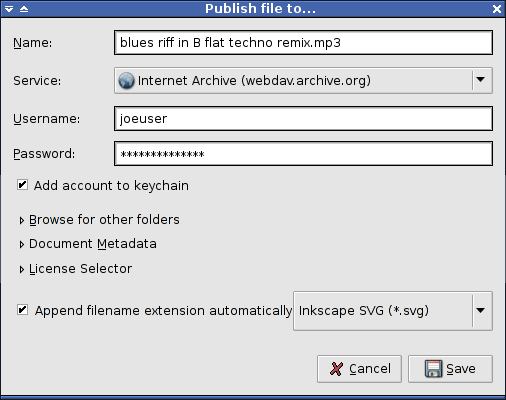 Publish file to...
Name: blues riff in B flat techno remix.mp3
Service: Internet Archive (webdav.archive.org)
Username: joeuser
Password: **************
Add account to keychain
Browse for other folders
Document Metadata
License Selector
Append filename extension automatically Inkscape SVG (*.svg)
Cancel Save